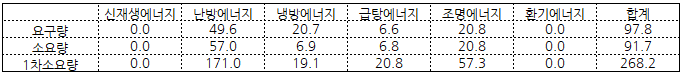 신재생에너지 난방에너지 냉방에너지 급탕에너지 조명에너지 환기에너지 합계
요구량 0.0 49.6 20.7 6.6 20.8 0.0 97.8
소요량 0.0 57.0 6.9 6.8 20.8 0.0 91.7
1차소요량 0.0 171.0 19.1 20.8 57.3 0.0 268.2